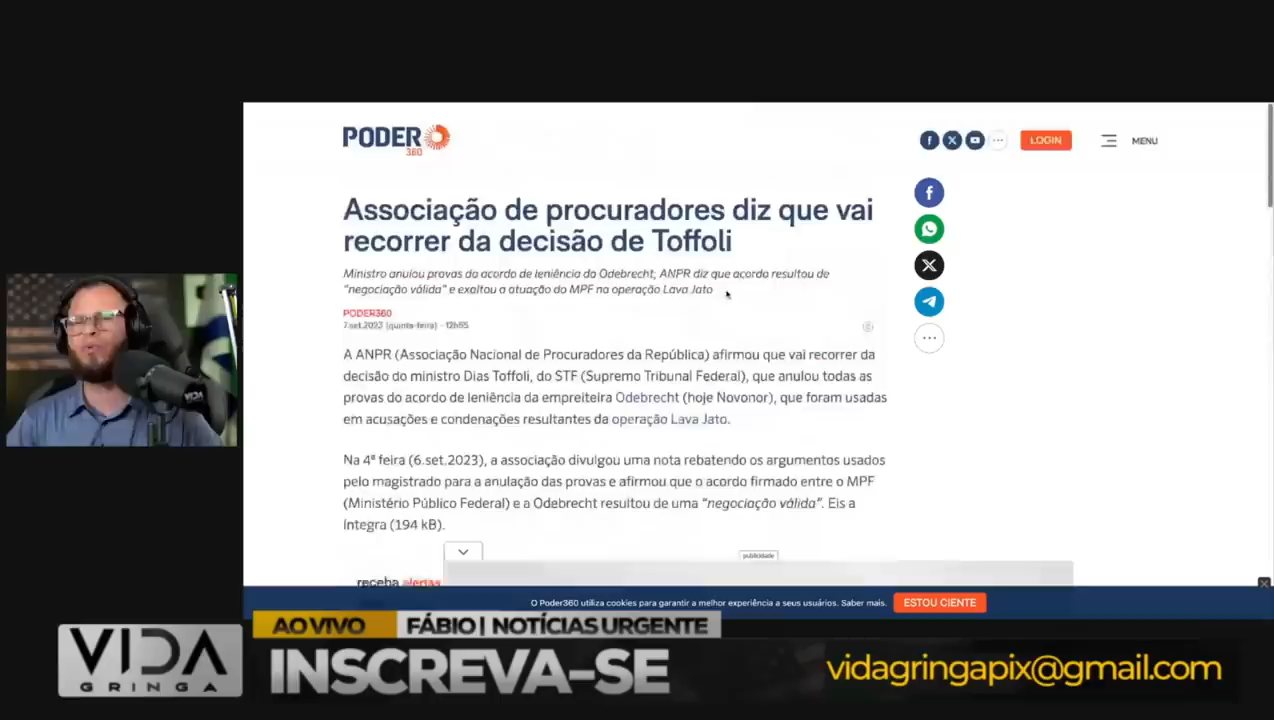 PODER
360
LOGIN
MENU
Associação de procuradores diz que vai
recorrer da decisão de Toffoli
Ministro anulou provas do acordo de leniência da Odebrecht; ANPR diz que acordo resultou de
“negociação válida” e exaltou a atuação do MPF na operação Lava Jato
PODER360
7.set.2023 (quinta-feira) - 12h55
A ANPR (Associação Nacional de Procuradores da República) afirmou que vai recorrer da
decisão do ministro Dias Toffoli, do STF (Supremo Tribunal Federal), que anulou todas as
provas do acordo de leniência da empreiteira Odebrecht (hoje Novonor), que foram usadas
em acusações e condenações resultantes da operação Lava Jato.
Na 4ª feira (6.set.2023), a associação divulgou uma nota rebatendo os argumentos usados
pelo magistrado para a anulação das provas e afirmou que o acordo firmado entre o MPF
(Ministério Público Federal) e a Odebrecht resultou de uma “negociação válida”. Eis a
íntegra (194 kB).
publicidade
receba alertas
O Poder360 utiliza cookies para garantir a melhor experiência a seus usuários. Saber mais.
ESTOU CIENTE
AO VIVO
FÁBIO | NOTÍCIAS URGENTE
VIDA
GRINGA
INSCREVA-SE
vidagringapix@gmail.com